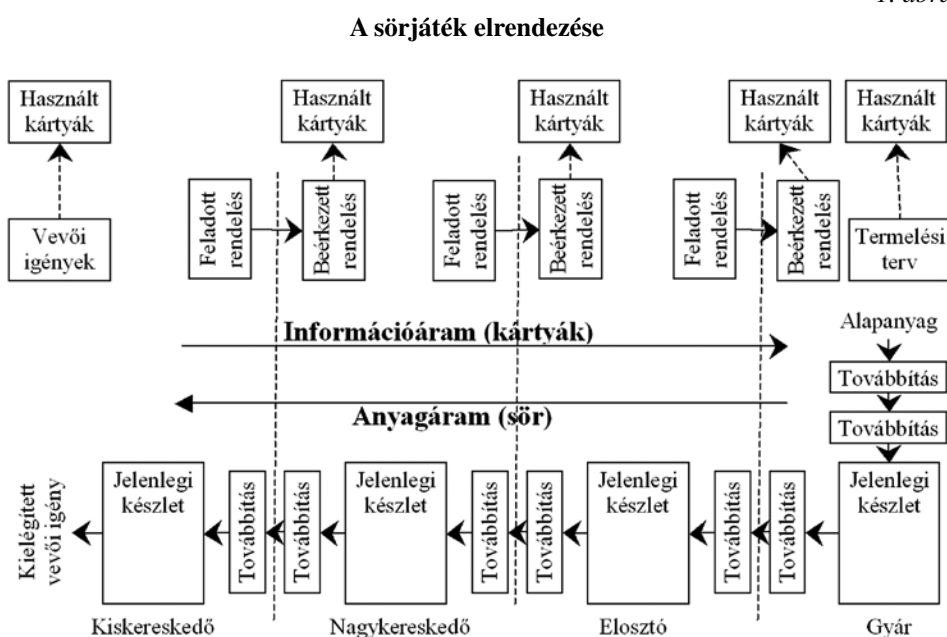 1. ábra
A sörjáték elrendezése
Használt
kártyák
Használt
kártyák
Használt
kártyák
Használt
kártyák
Használt
kártyák
Vevői
igények
Feladott
rendelés
Beérkezett
rendelés
Feladott
rendelés
Beérkezett
rendelés
Feladott
rendelés
Beérkezett
rendelés
Termelési
terv
Információáram (kártyák)
Alapanyag
Továbbítás
Anyagáram (sör)
Továbbítás
Kielégített
vevői igény
Jelenlegi
készlet
Továbbítás
Továbbítás
Jelenlegi
készlet
Továbbítás
Továbbítás
Jelenlegi
készlet
Továbbítás
Továbbítás
Jelenlegi
készlet
Kiskereskedő
Nagykereskedő
Elosztó
Gyár